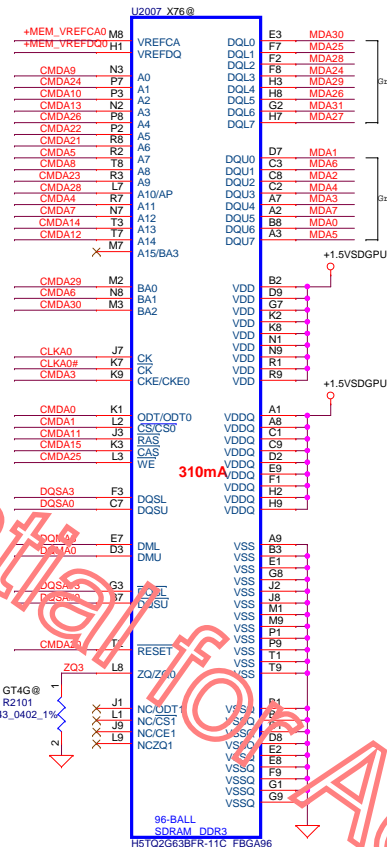 U2007 X76@
+MEM_VREFCA0 M8 VREFCA
+MEM_VREFDQ0 H1 VREFDQ
CMDA9 N3 A0
CMDA24 P7 A1
CMDA10 P3 A2
CMDA13 N2 A3
CMDA26 P8 A4
CMDA22 P2 A5
CMDA21 R8 A6
CMDA5 R2 A7
CMDA8 T8 A8
CMDA23 R3 A9
CMDA28 L7 A10/AP
CMDA4 R7 A11
CMDA7 N7 A12
CMDA14 T3 A13
CMDA12 T7 A14
M7 A15/BA3
CMDA29 M2 BA0
CMDA6 N8 BA1
CMDA30 M3 BA2
CLKA0 J7 CK
CLKA0# K7 CK
CMDA3 K9 CKE/CKE0
CMDA0 K1 ODT/ODT0
CMDA1 L2 CS/CS0
CMDA11 J3 RAS
CMDA15 K3 CAS
CMDA25 L3 WE
DQSA3 F3 DQSL
DQSA0 C7 DQSU
E7 DML
DQMA0 D3 DMU
G3 DQSL
B7 DQSU
RESET
ZQ3 L8 ZQ/ZQ0
J1 NC/ODT1
L1 NC/CS1
J9 NC/CE1
L9 NCZQ1
GT4G@
R2101
43_0402_1%
1
2
DQL0 E3 MDA30
DQL1 F7 MDA25
DQL2 F2 MDA28
DQL3 F8 MDA24
DQL4 H3 MDA29
DQL5 H8 MDA26
DQL6 G2 MDA31
DQL7 H7 MDA27
DQU0 D7 MDA1
DQU1 C3 MDA6
DQU2 C8 MDA2
DQU3 C2 MDA4
DQU4 A7 MDA3
DQU5 A2 MDA7
DQU6 B8 MDA0
DQU7 A3 MDA5
+1.5VSDGPU
VDD B2
VDD D9
VDD G7
VDD K2
VDD K8
VDD N1
VDD N9
VDD R1
VDD R9
+1.5VSDGPU
VDDQ A1
VDDQ A8
VDDQ C1
VDDQ C9
VDDQ D2
VDDQ E9
VDDQ F1
VDDQ H2
VDDQ H9
310mA
VSS A9
VSS B3
VSS E1
VSS G8
VSS J2
VSS J8
VSS M1
VSS M9
VSS P1
VSS P9
VSS T1
VSS T9
VSSQ B1
VSSQ
VSSQ
VSSQ D8
VSSQ E2
VSSQ E8
VSSQ F9
VSSQ G1
VSSQ G9
96-BALL
SDRAM DDR3
H5TQ2G63BFR-11C FBGA96
for